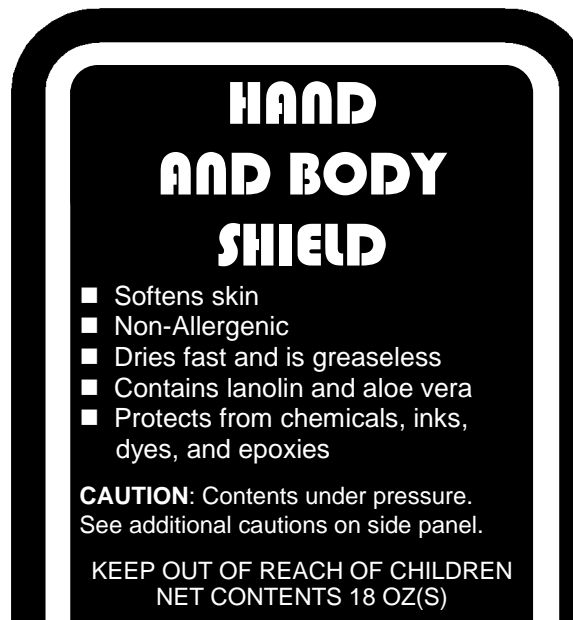 HAND
AND BODY
SHIELD
■ Softens skin
■ Non-Allergenic
■ Dries fast and is greaseless
■ Contains lanolin and aloe vera
■ Protects from chemicals, inks,
dyes, and epoxies
CAUTION: Contents under pressure.
See additional cautions on side panel.
KEEP OUT OF REACH OF CHILDREN
NET CONTENTS 18 OZ(S)